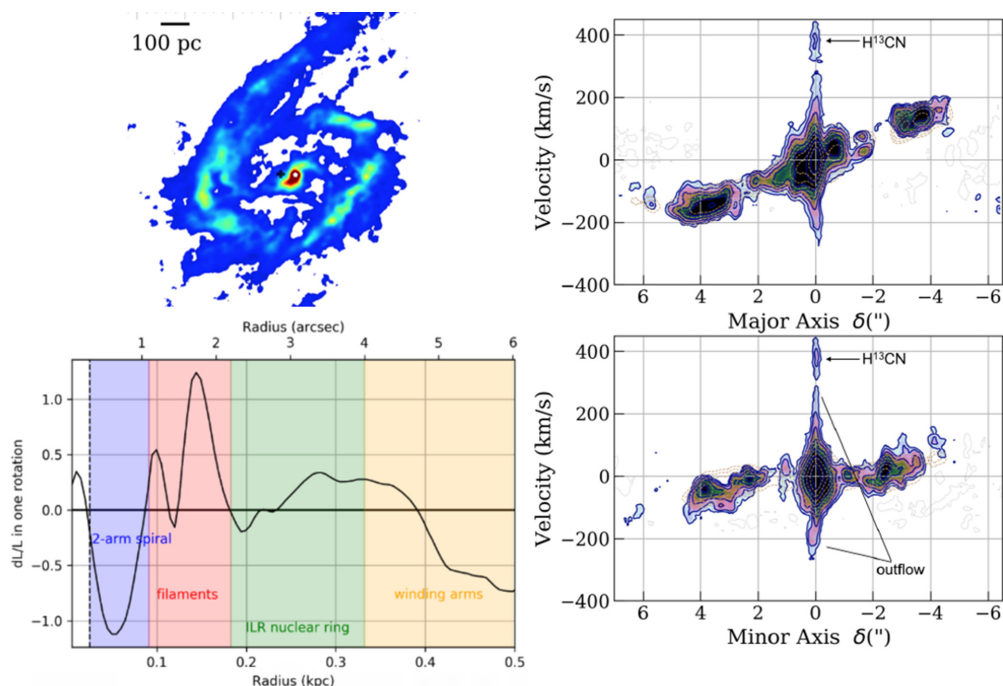 100 pc
Radius (arcsec)
1 2 3 4 5 6
dL/L in one rotation
1.0
0.5
0.0
−0.5
−1.0
2-arm spiral
filaments
ILR nuclear ring
winding arms
0.1 0.2 0.3 0.4 0.5
Radius (kpc)
Velocity (km/s)
400
200
0
−200
−400
H¹³CN
6 4 2 0 −2 −4 −6
Major Axis δ(")
Velocity (km/s)
400
200
0
−200
−400
H¹³CN
outflow
6 4 2 0 −2 −4 −6
Minor Axis δ(")